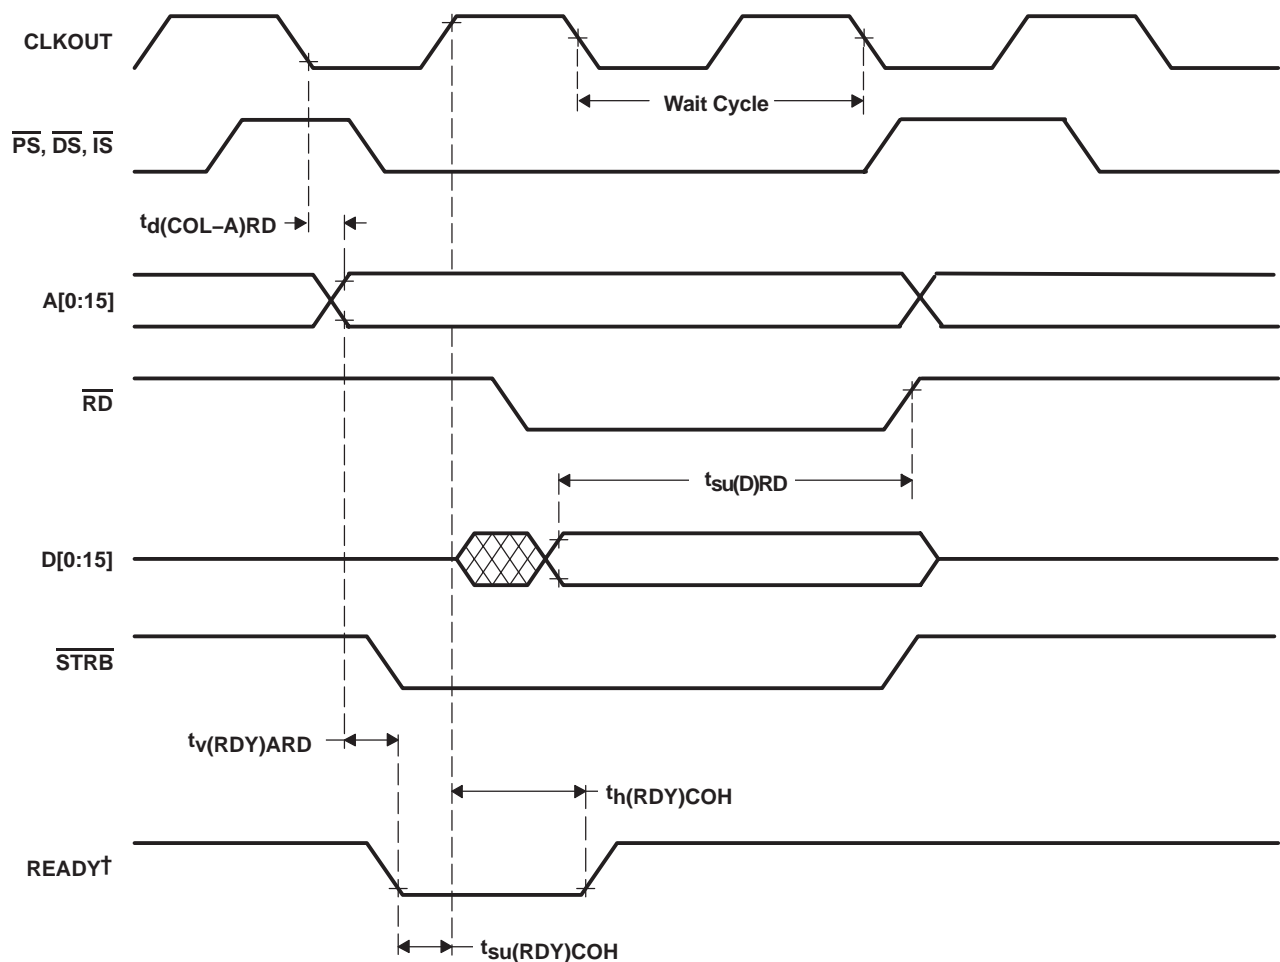 CLKOUT
Wait Cycle
PS, DS, IS
td(COL–A)RD
A[0:15]
RD
tsu(D)RD
D[0:15]
STRB
tv(RDY)ARD
th(RDY)COH
READY†
tsu(RDY)COH